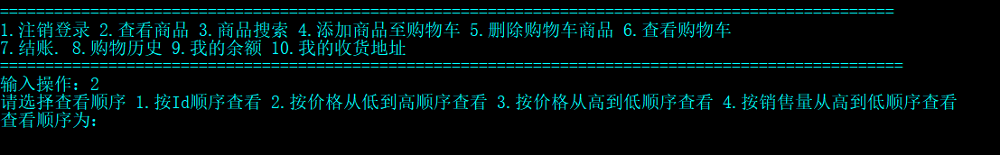 ===================================================================================================
1.注销登录 2.查看商品 3.商品搜索 4.添加商品至购物车 5.删除购物车商品 6.查看购物车
7.结账. 8.购物历史 9.我的余额 10.我的收货地址
====================================================================================================
输入操作：2
请选择查看顺序 1.按Id顺序查看 2.按价格从低到高顺序查看 3.按价格从高到低顺序查看 4.按销售量从高到低顺序查看
查看顺序为：